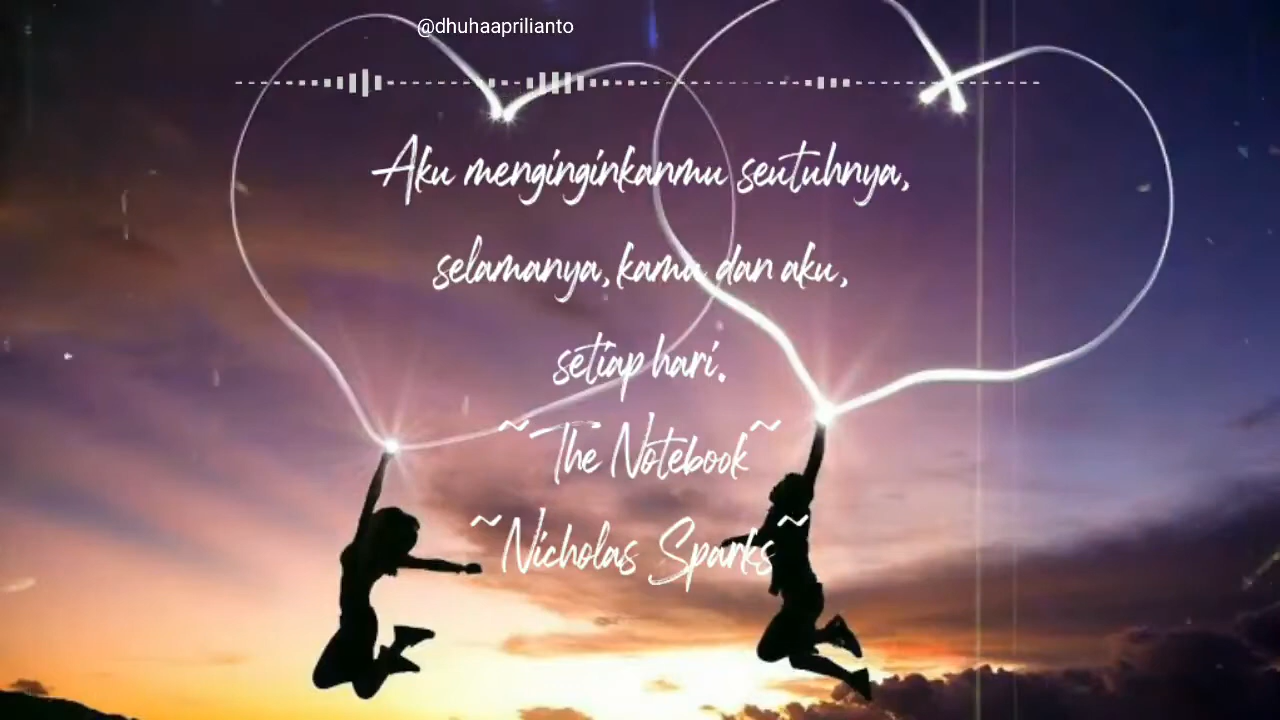 @dhuhaaprilianto
Aku menginginkanmu seutuhnya,
selamanya, kamu dan aku,
setiap hari.
~The Notebook~
~Nicholas Sparks~